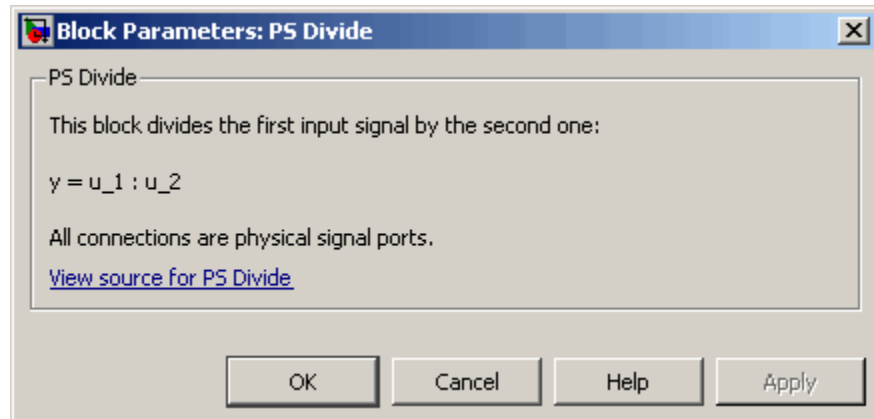 Block Parameters: PS Divide
PS Divide
This block divides the first input signal by the second one:
y = u_1 : u_2
All connections are physical signal ports.
View source for PS Divide
OK Cancel Help Apply